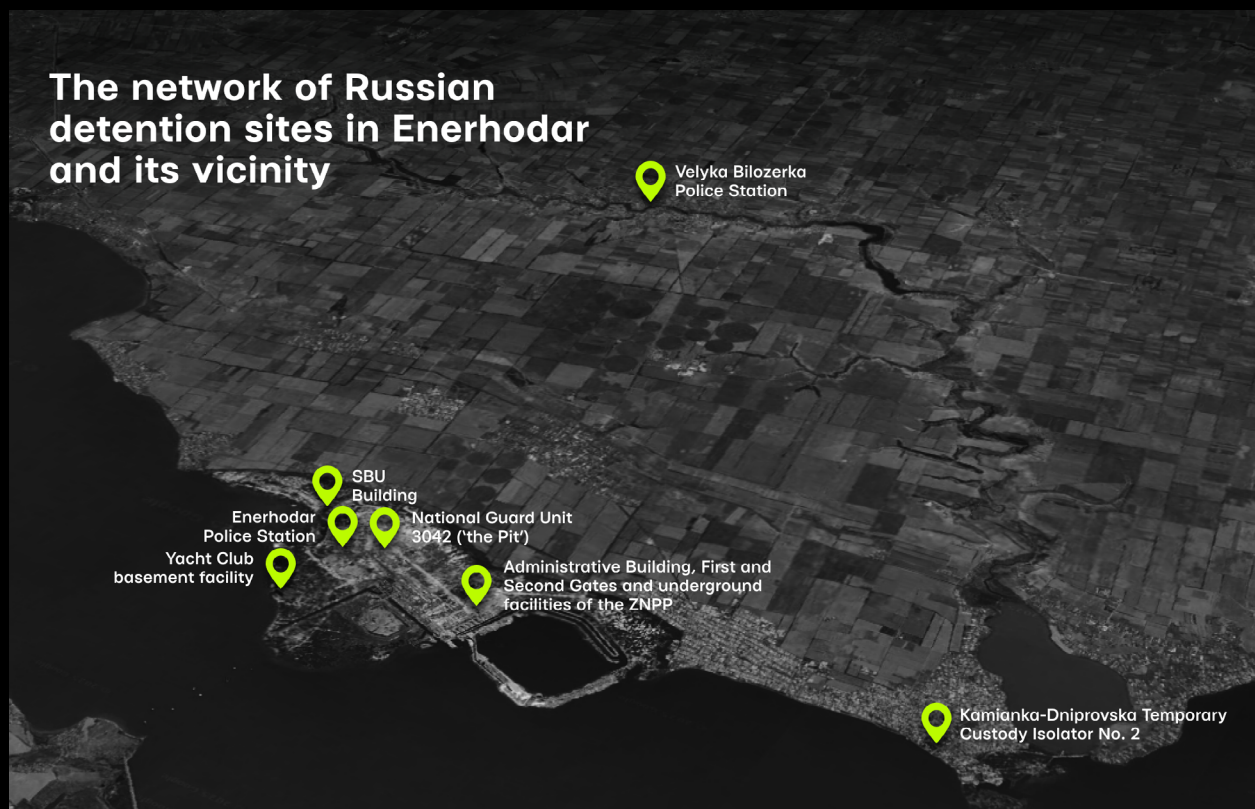 The network of Russian
detention sites in Enerhodar
and its vicinity
Velyka Bilozerka
Police Station
SBU
Building
Enerhodar
Police Station
National Guard Unit
3042 (‘the Pit’)
Yacht Club
basement facility
Administrative Building, First and
Second Gates and underground
facilities of the ZNPP
Kamianka-Dniprovska Temporary
Custody Isolator No. 2